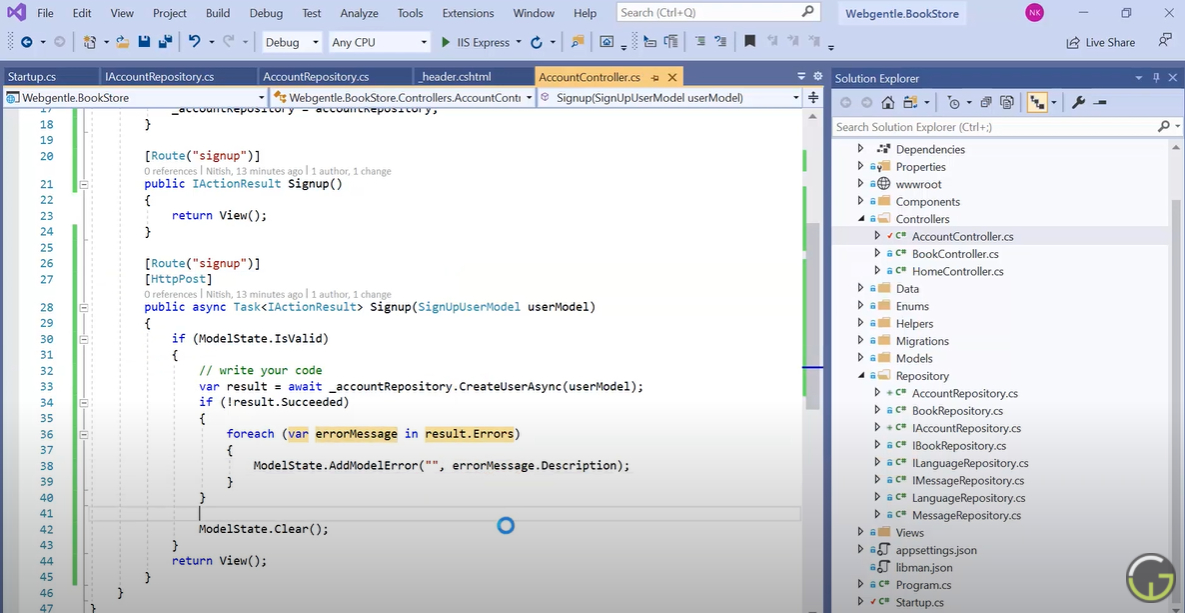 File Edit View Project Build Debug Test Analyze Tools Extensions Window Help Search (Ctrl+Q) Webgentle.BookStore NK
Debug Any CPU IIS Express Live Share
Startup.cs IAccountRepository.cs AccountRepository.cs _header.cshtml AccountController.cs
Webgentle.BookStore Webgentle.BookStore.Controllers.AccountContr Signup(SignUpUserModel userModel)
17 _accountRepository = accountRepository;
18 }
19
20 [Route("signup")]
0 references | Nitish, 13 minutes ago | 1 author, 1 change
21 public IActionResult Signup()
22 {
23 return View();
24 }
25
26 [Route("signup")]
27 [HttpPost]
0 references | Nitish, 13 minutes ago | 1 author, 1 change
28 public async Task<IActionResult> Signup(SignUpUserModel userModel)
29 {
30 if (ModelState.IsValid)
31 {
32 // write your code
33 var result = await _accountRepository.CreateUserAsync(userModel);
34 if (!result.Succeeded)
35 {
36 foreach (var errorMessage in result.Errors)
37 {
38 ModelState.AddModelError("", errorMessage.Description);
39 }
40 }
41
42 ModelState.Clear();
43 }
44 return View();
45 }
46 }
47 }
Solution Explorer
Search Solution Explorer (Ctrl+;)
Dependencies
Properties
wwwroot
Components
Controllers
C# AccountController.cs
C# BookController.cs
C# HomeController.cs
Data
Enums
Helpers
Migrations
Models
Repository
C# AccountRepository.cs
C# BookRepository.cs
C# IAccountRepository.cs
C# IBookRepository.cs
C# ILanguageRepository.cs
C# IMessageRepository.cs
C# LanguageRepository.cs
C# MessageRepository.cs
Views
appsettings.json
libman.json
C# Program.cs
C# Startup.cs